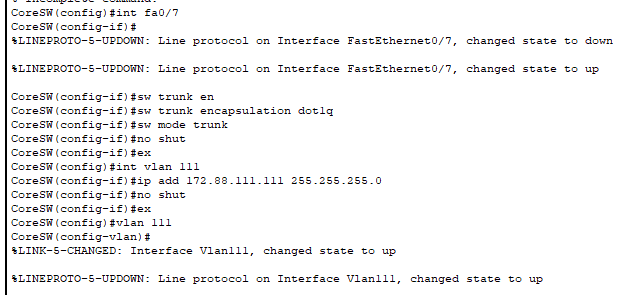 % Incomplete command.
CoreSW(config)#int fa0/7
CoreSW(config-if)#
%LINEPROTO-5-UPDOWN: Line protocol on Interface FastEthernet0/7, changed state to down
%LINEPROTO-5-UPDOWN: Line protocol on Interface FastEthernet0/7, changed state to up
CoreSW(config-if)#sw trunk en
CoreSW(config-if)#sw trunk encapsulation dot1q
CoreSW(config-if)#sw mode trunk
CoreSW(config-if)#no shut
CoreSW(config-if)#ex
CoreSW(config)#int vlan 111
CoreSW(config-if)#ip add 172.88.111.111 255.255.255.0
CoreSW(config-if)#no shut
CoreSW(config-if)#ex
CoreSW(config)#vlan 111
CoreSW(config-vlan)#
%LINK-5-CHANGED: Interface Vlan111, changed state to up
%LINEPROTO-5-UPDOWN: Line protocol on Interface Vlan111, changed state to up